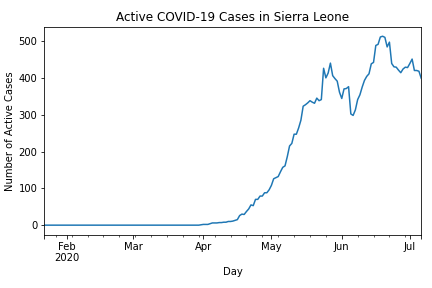 Active COVID-19 Cases in Sierra Leone
500
400
300
200
100
0
Number of Active Cases
Feb Mar Apr May Jun Jul
2020
Day